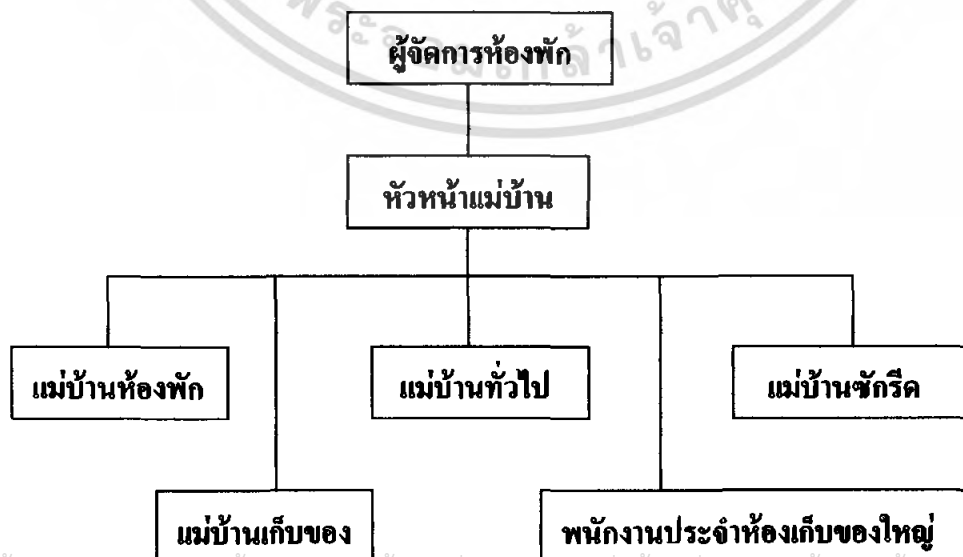 ผู้จัดการห้องพัก
หัวหน้าแม่บ้าน
แม่บ้านห้องพัก
แม่บ้านทั่วไป
แม่บ้านซักรีด
แม่บ้านเก็บของ
พนักงานประจำห้องเก็บของใหญ่